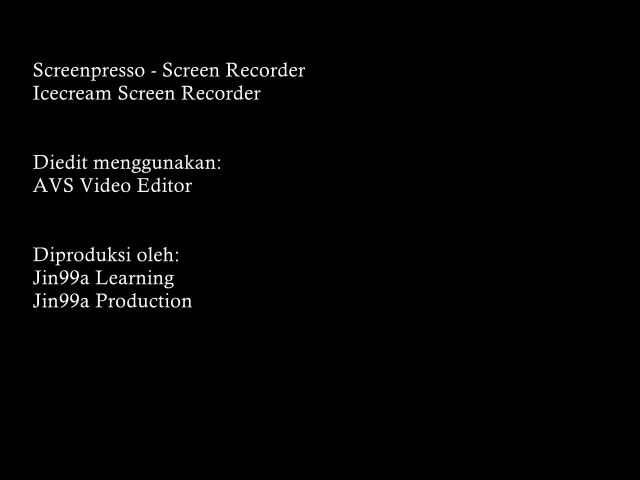 Screenpresso - Screen Recorder
Icecream Screen Recorder
Diedit menggunakan:
AVS Video Editor
Diproduksi oleh:
Jin99a Learning
Jin99a Production